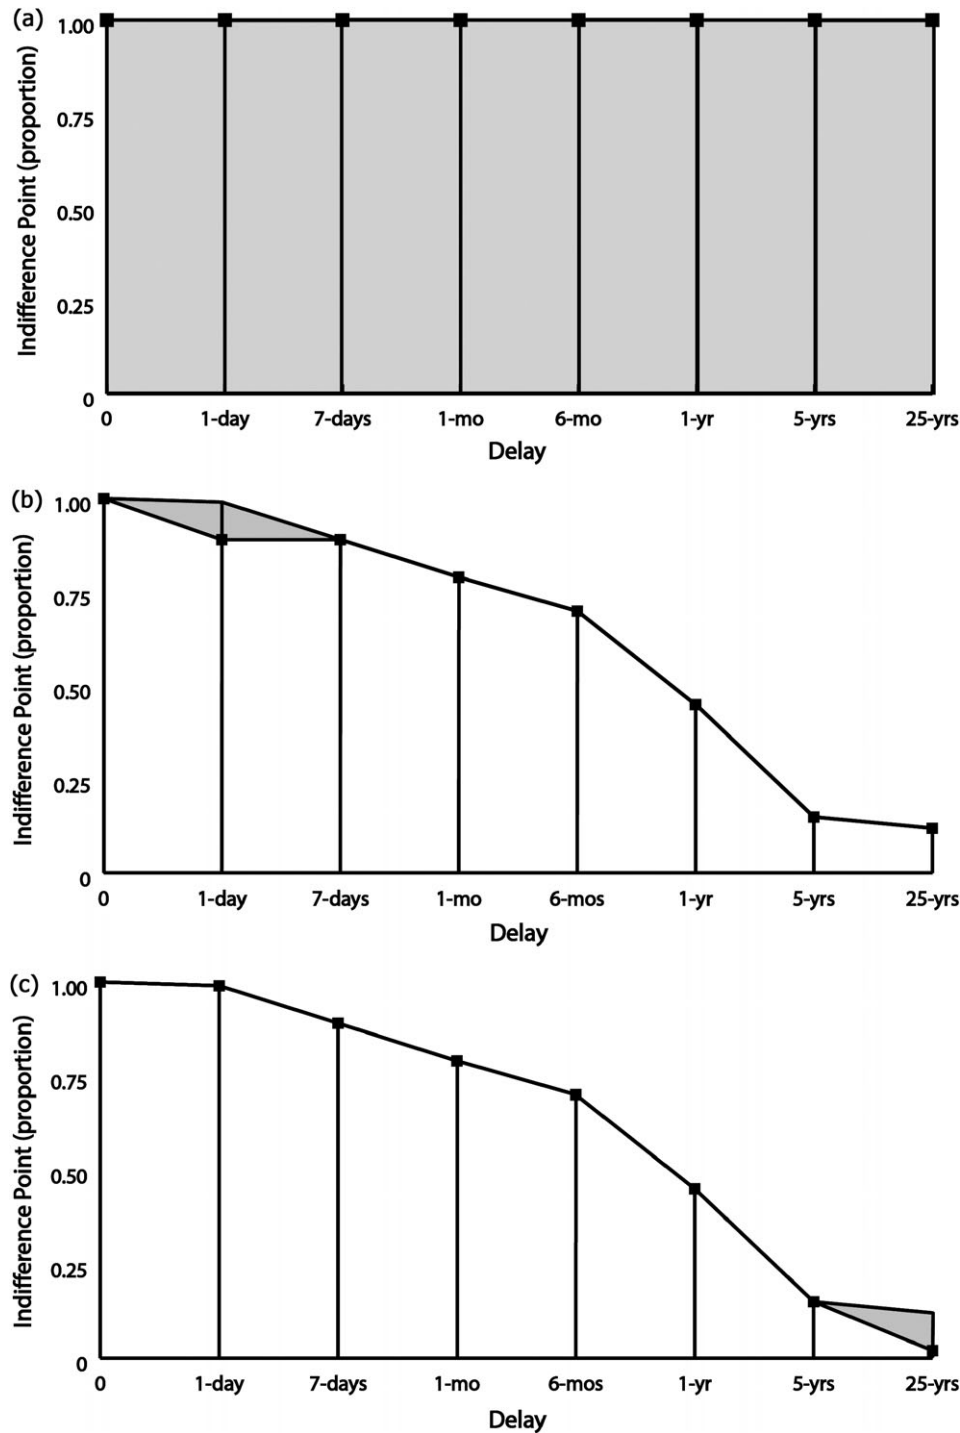 (a)
Indifference Point (proportion)
1.00
0.75
0.50
0.25
0
0 1-day 7-days 1-mo 6-mo 1-yr 5-yrs 25-yrs
Delay
(b)
Indifference Point (proportion)
1.00
0.75
0.50
0.25
0
0 1-day 7-days 1-mo 6-mos 1-yr 5-yrs 25-yrs
Delay
(c)
Indifference Point (proportion)
1.00
0.75
0.50
0.25
0
0 1-day 7-days 1-mo 6-mos 1-yr 5-yrs 25-yrs
Delay